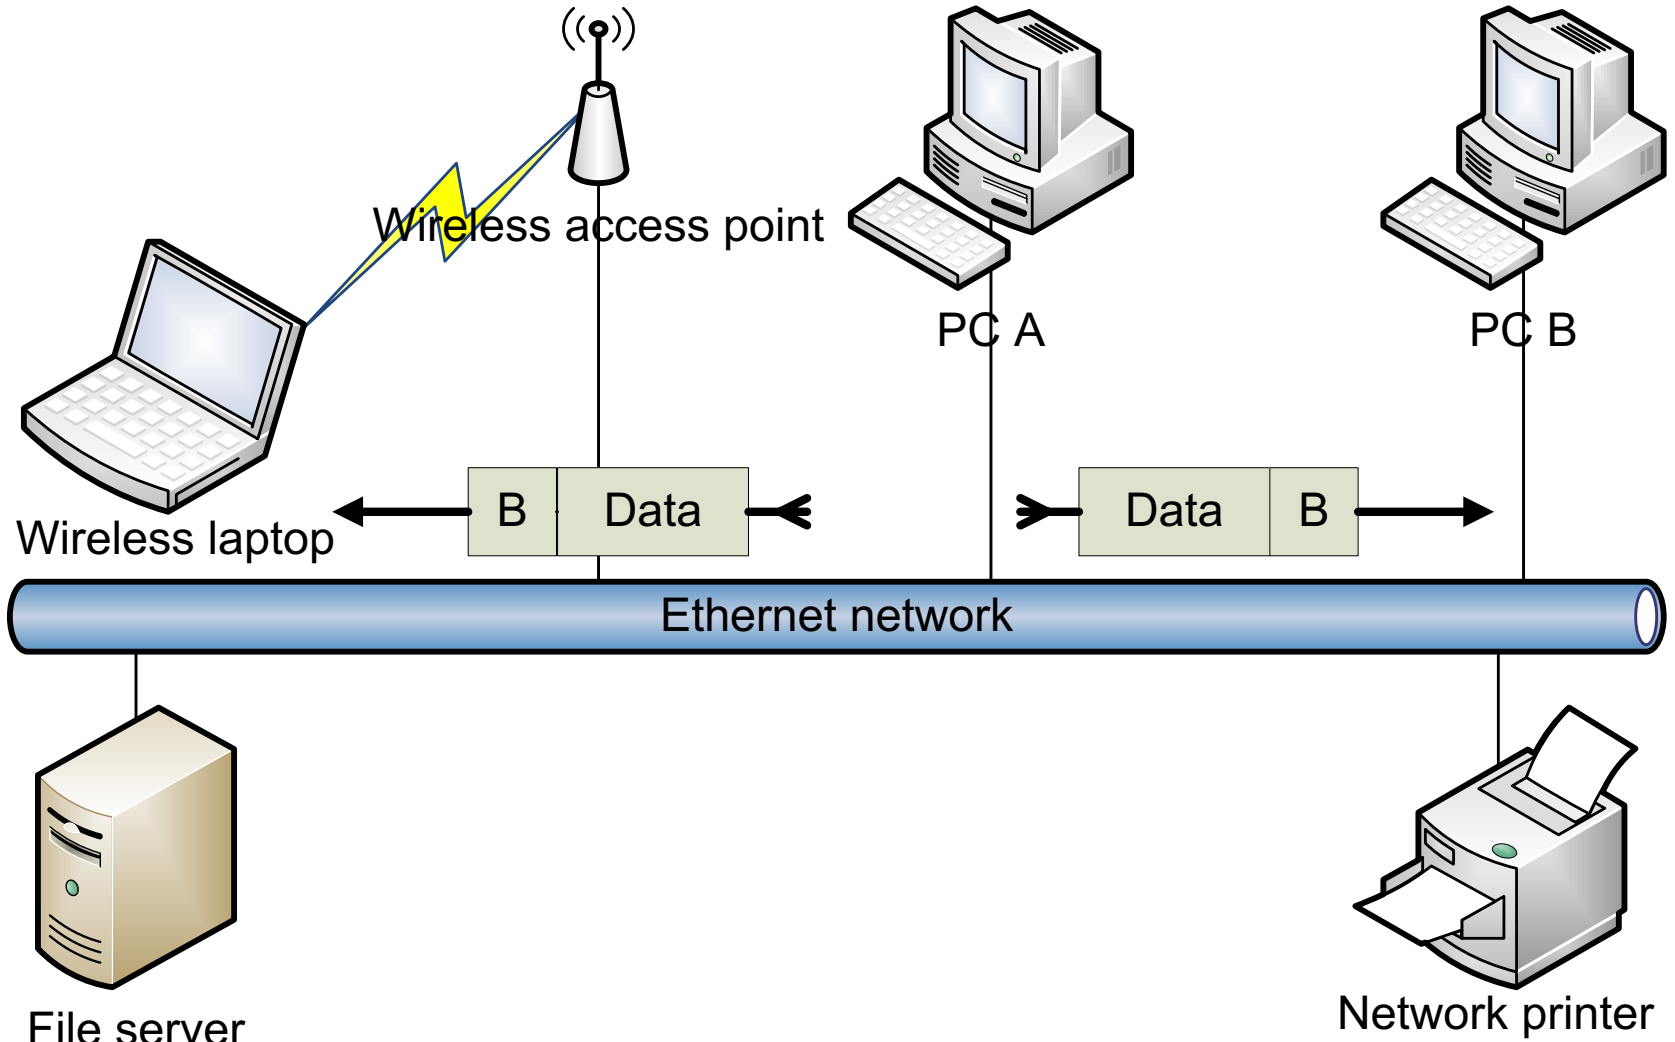 Wireless access point
PC A
PC B
B Data
Data B
Wireless laptop
Ethernet network
File server
Network printer